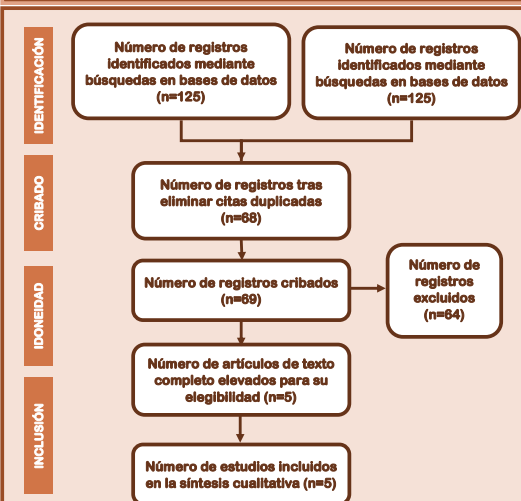 IDENTIFICACIÓN
Número de registros
identificados mediante
búsquedas en bases de datos
(n=125)
Número de registros
identificados mediante
búsquedas en bases de datos
(n=125)
CRIBADO
Número de registros tras
eliminar citas duplicadas
(n=68)
IDONEIDAD
Número de registros cribados
(n=69)
Número de
registros
excluidos
(n=64)
Número de artículos de texto
completo elevados para su
elegibilidad (n=5)
INCLUSIÓN
Número de estudios incluidos
en la síntesis cualitativa (n=5)